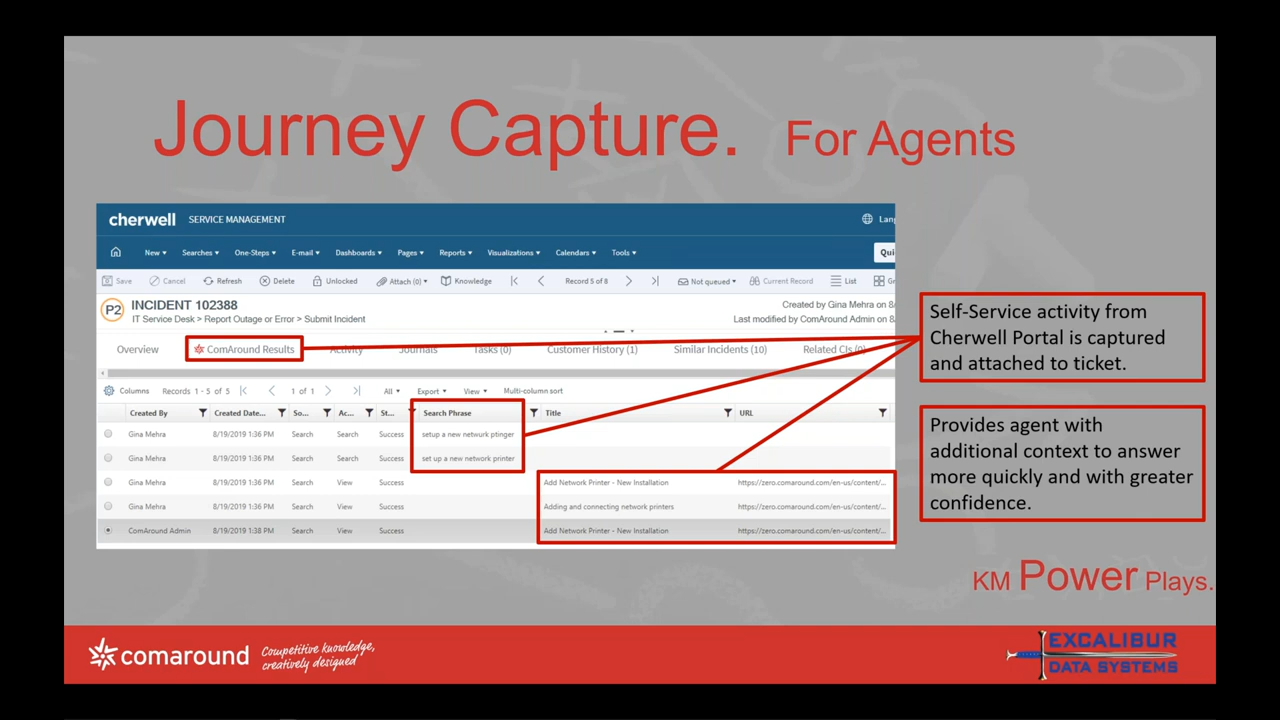 Journey Capture. For Agents
cherwell SERVICE MANAGEMENT
New Searches One-Steps E-mail Dashboards Pages Reports Visualizations Calendars Tools
Save Cancel Refresh Delete Unlocked Attach (0) Knowledge Record 5 of 8 Not queued Current Record List
P2 INCIDENT 102388
IT Service Desk > Report Outage or Error > Submit Incident
Created by Gina Mehra on 8/
Last modified by ComAround Admin on 8/
Overview ComAround Results Activity Journals Tasks (0) Customer History (1) Similar Incidents (10) Related CIs (0)
Columns Records 1 - 5 of 5 1 of 1 All Export View Multi-column sort
Created By Created Date... So... Ac... St... Search Phrase Title URL
Gina Mehra 8/19/2019 1:36 PM Search Search Success setup a new netwurk ptinger
Gina Mehra 8/19/2019 1:36 PM Search Search Success set up a new network printer
Gina Mehra 8/19/2019 1:36 PM Search View Success Add Network Printer - New Installation https://zero.comaround.com/en-us/content/...
Gina Mehra 8/19/2019 1:36 PM Search View Success Adding and connecting network printers https://zero.comaround.com/en-us/content/...
ComAround Admin 8/19/2019 1:38 PM Search View Success Add Network Printer - New Installation https://zero.comaround.com/en-us/content/...
Self-Service activity from
Cherwell Portal is captured
and attached to ticket.
Provides agent with
additional context to answer
more quickly and with greater
confidence.
KM Power Plays.
comaround Competitive knowledge,
creatively designed
EXCALIBUR
DATA SYSTEMS